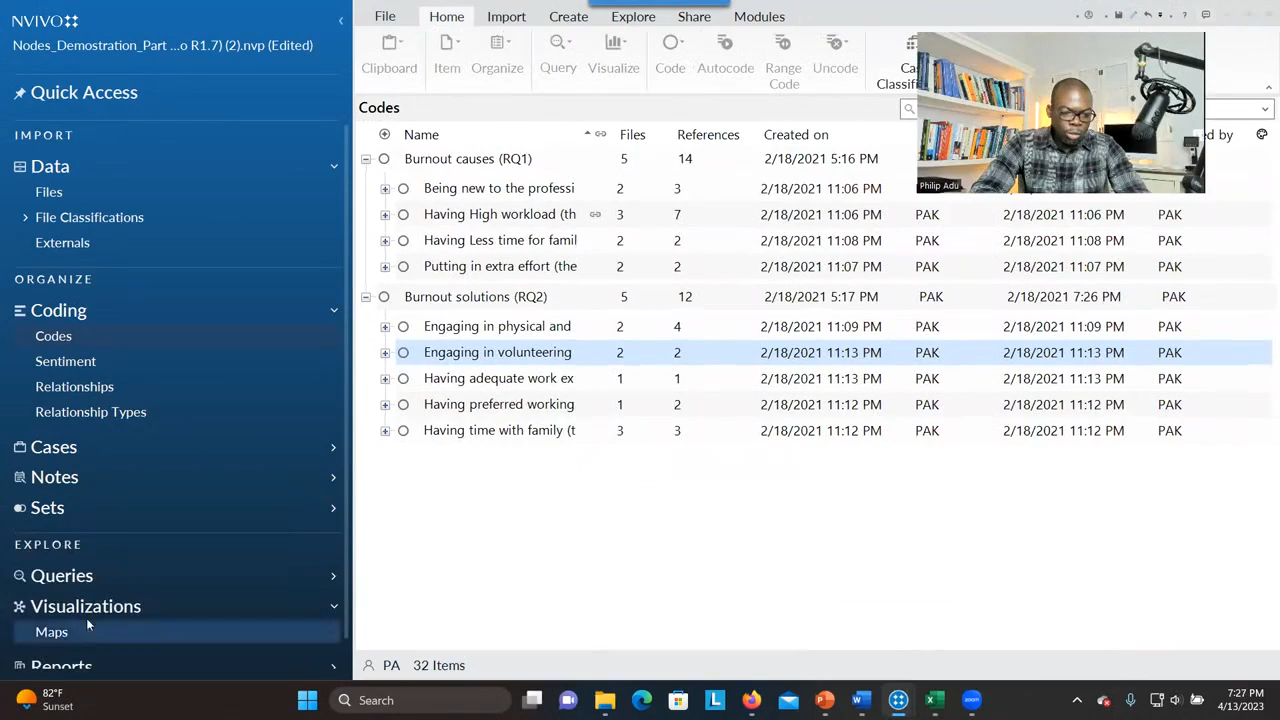 NVIVO
Nodes_Demostration_Part ...o R1.7) (2).nvp (Edited)
Quick Access
IMPORT
Data
Files
File Classifications
Externals
ORGANIZE
Coding
Codes
Sentiment
Relationships
Relationship Types
Cases
Notes
Sets
EXPLORE
Queries
Visualizations
Maps
Reports
File Home Import Create Explore Share Modules
Clipboard Item Organize Query Visualize Code Autocode Range Code Uncode
Codes
Name Files References Created on
Burnout causes (RQ1) 5 14 2/18/2021 5:16 PM
Being new to the professi 2 3 2/18/2021 11:06 PM
Having High workload (th 3 7 2/18/2021 11:06 PM PAK 2/18/2021 11:06 PM PAK
Having Less time for famil 2 2 2/18/2021 11:08 PM PAK 2/18/2021 11:08 PM PAK
Putting in extra effort (the 2 2 2/18/2021 11:07 PM PAK 2/18/2021 11:07 PM PAK
Burnout solutions (RQ2) 5 12 2/18/2021 5:17 PM PAK 2/18/2021 7:26 PM PAK
Engaging in physical and 2 4 2/18/2021 11:09 PM PAK 2/18/2021 11:09 PM PAK
Engaging in volunteering 2 2 2/18/2021 11:13 PM PAK 2/18/2021 11:13 PM PAK
Having adequate work ex 1 1 2/18/2021 11:13 PM PAK 2/18/2021 11:13 PM PAK
Having preferred working 1 2 2/18/2021 11:12 PM PAK 2/18/2021 11:12 PM PAK
Having time with family (t 3 3 2/18/2021 11:12 PM PAK 2/18/2021 11:12 PM PAK
Philip Adu
PA 32 Items
82°F
Sunset
Search
7:27 PM
4/13/2023